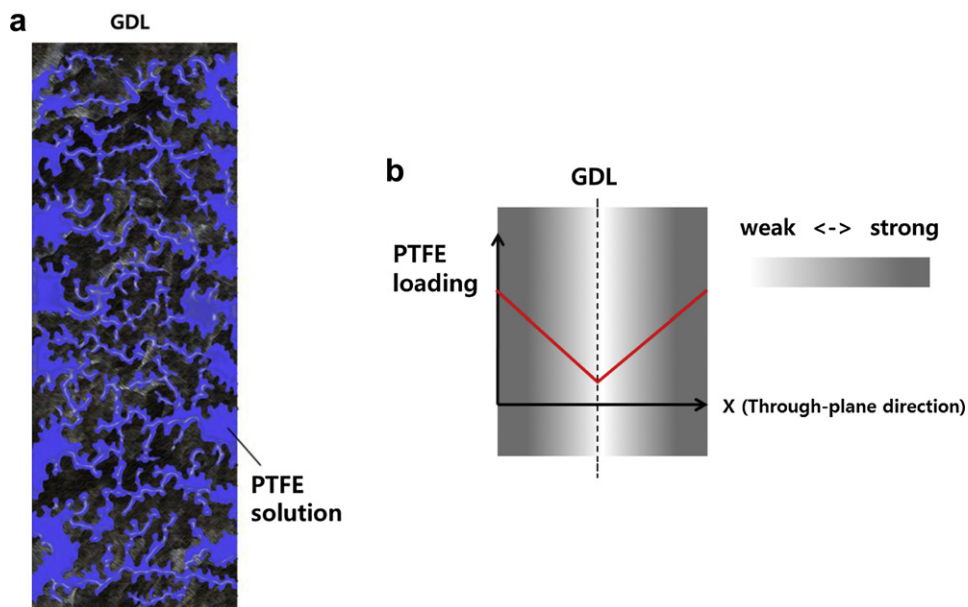 a
GDL
PTFE
solution
b
GDL
PTFE
loading
X (Through-plane direction)
weak <-> strong